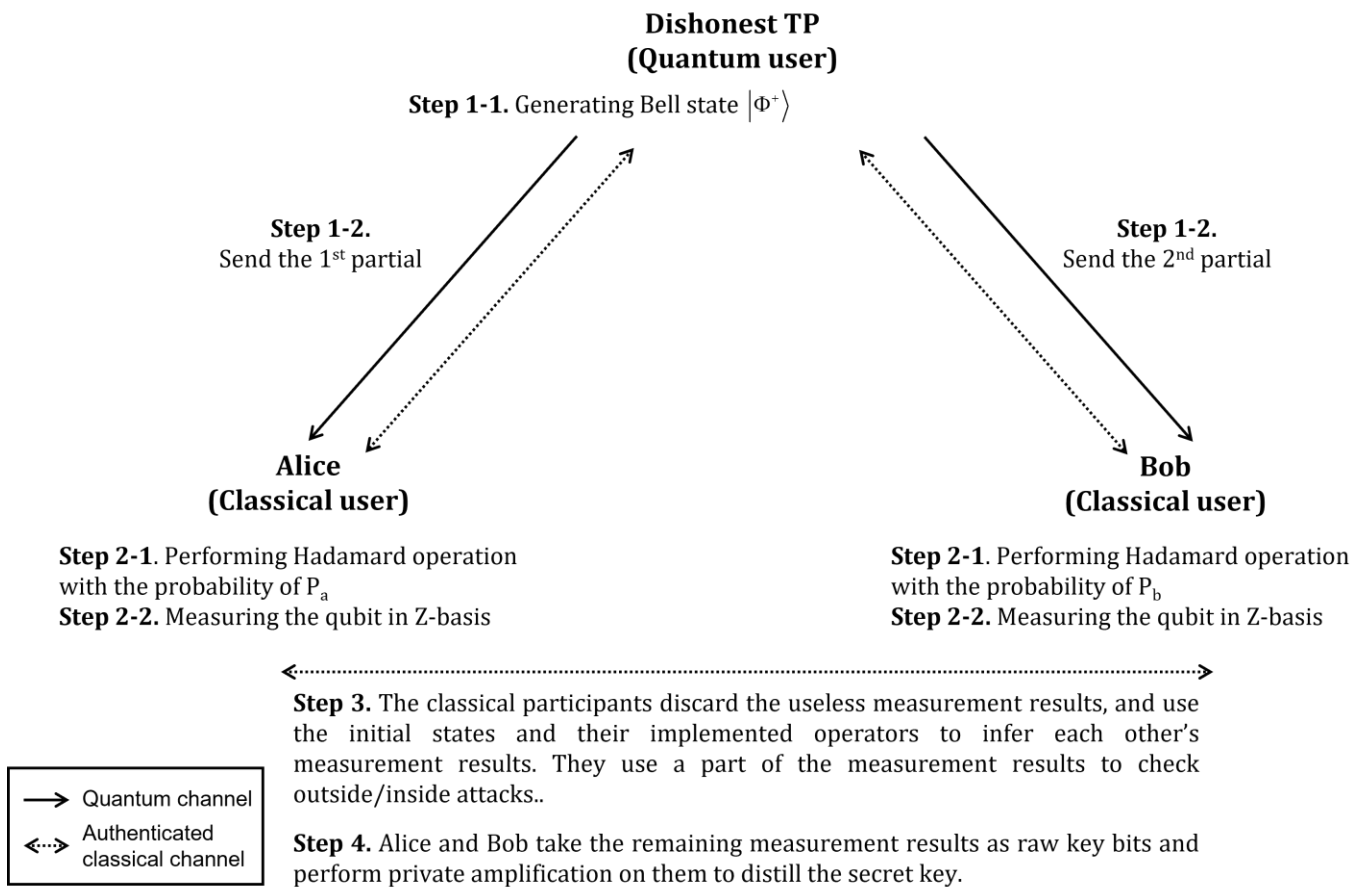 Dishonest TP
(Quantum user)
Step 1-1. Generating Bell state |Φ⁺⟩
Step 1-2.
Send the 1st partial
Step 1-2.
Send the 2nd partial
Alice
(Classical user)
Bob
(Classical user)
Step 2-1. Performing Hadamard operation
with the probability of Pa
Step 2-2. Measuring the qubit in Z-basis
Step 2-1. Performing Hadamard operation
with the probability of Pb
Step 2-2. Measuring the qubit in Z-basis
Step 3. The classical participants discard the useless measurement results, and use
the initial states and their implemented operators to infer each other’s
measurement results. They use a part of the measurement results to check
outside/inside attacks..
Step 4. Alice and Bob take the remaining measurement results as raw key bits and
perform private amplification on them to distill the secret key.
Quantum channel
Authenticated
classical channel